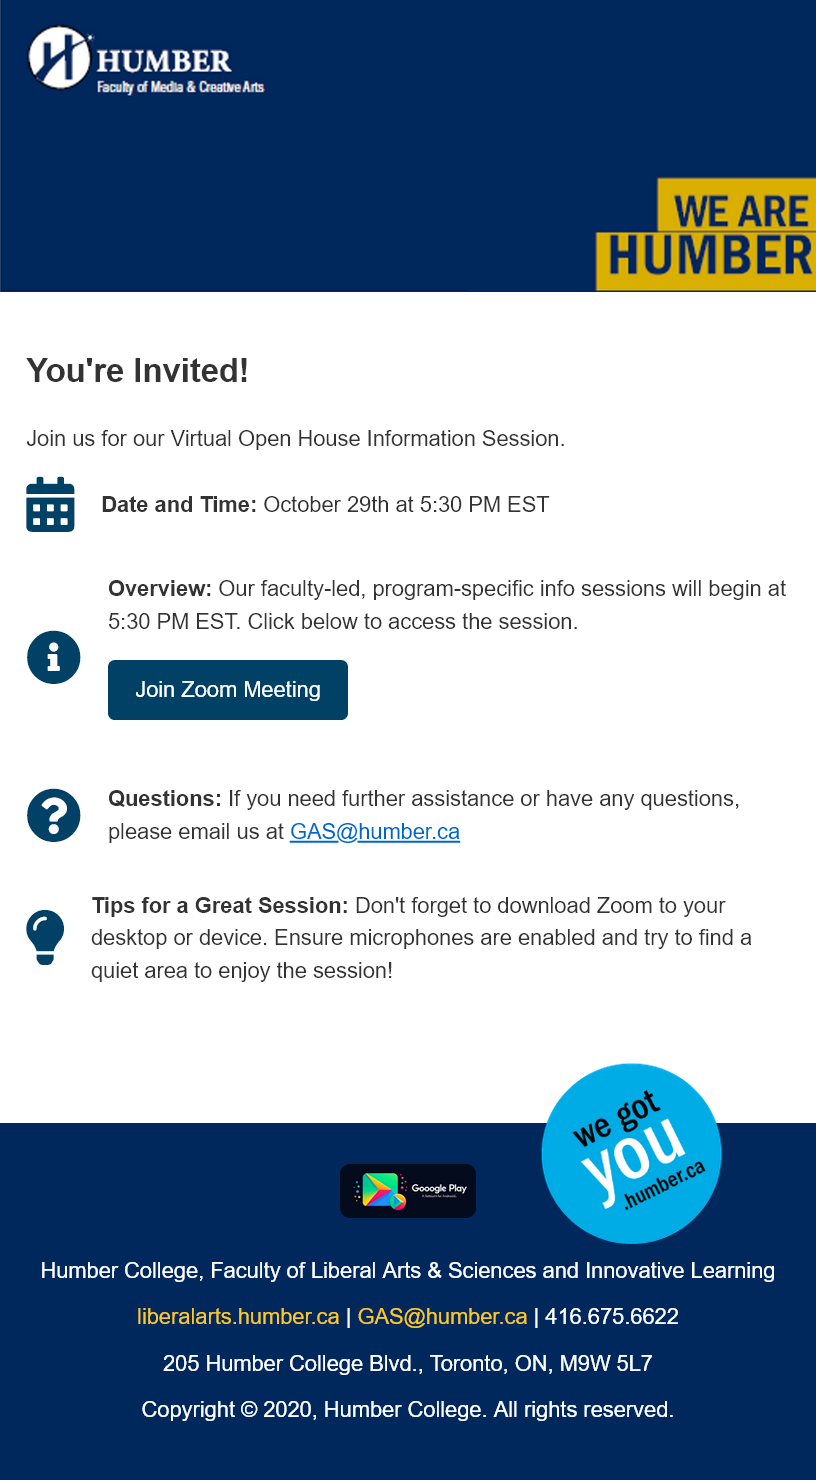 HUMBER
Faculty of Media & Creative Arts
WE ARE
HUMBER
You're Invited!
Join us for our Virtual Open House Information Session.
Date and Time: October 29th at 5:30 PM EST
Overview: Our faculty-led, program-specific info sessions will begin at
5:30 PM EST. Click below to access the session.
Join Zoom Meeting
Questions: If you need further assistance or have any questions,
please email us at GAS@humber.ca
Tips for a Great Session: Don't forget to download Zoom to your
desktop or device. Ensure microphones are enabled and try to find a
quiet area to enjoy the session!
we got
you
.humber.ca
Gooogle Play
Humber College, Faculty of Liberal Arts & Sciences and Innovative Learning
liberalarts.humber.ca | GAS@humber.ca | 416.675.6622
205 Humber College Blvd., Toronto, ON, M9W 5L7
Copyright © 2020, Humber College. All rights reserved.